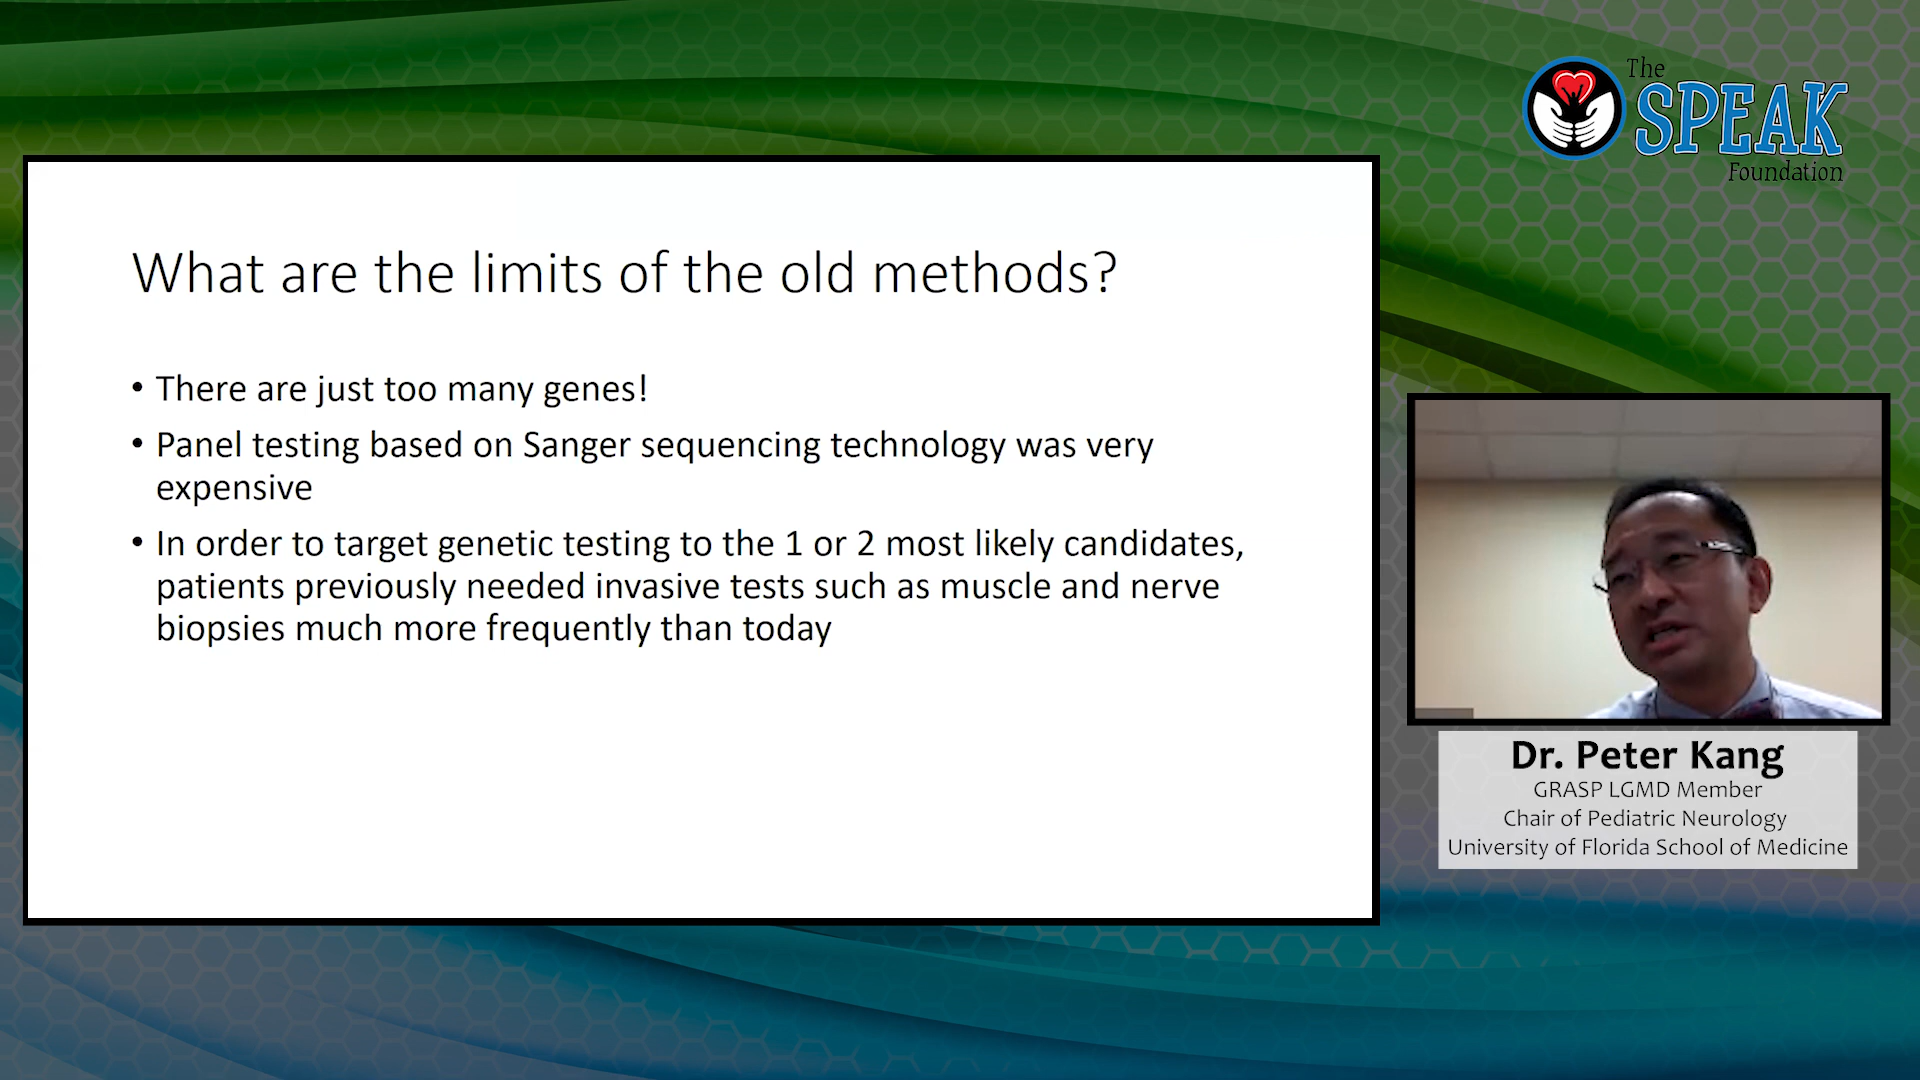 The
SPEAK
Foundation
What are the limits of the old methods?
• There are just too many genes!
• Panel testing based on Sanger sequencing technology was very
expensive
• In order to target genetic testing to the 1 or 2 most likely candidates,
patients previously needed invasive tests such as muscle and nerve
biopsies much more frequently than today
Dr. Peter Kang
GRASP LGMD Member
Chair of Pediatric Neurology
University of Florida School of Medicine